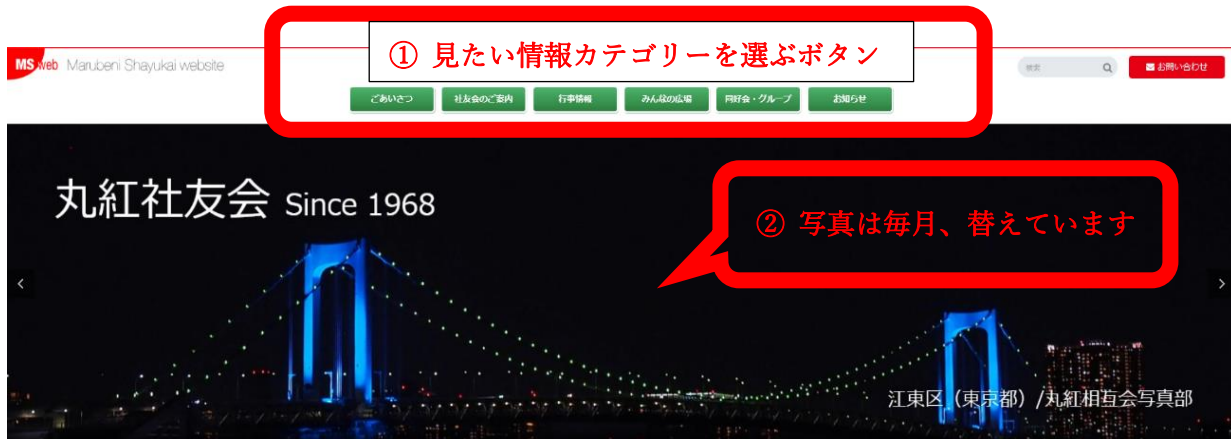 ① 見たい情報カテゴリーを選ぶボタン
MS web Marubeni Shayukai website
検索
お問い合わせ
ごあいさつ 社友会のご案内 行事情報 みんなの広場 同好会・グループ お知らせ
丸紅社友会 Since 1968
② 写真は毎月、替えています
江東区（東京都）/丸紅相互会写真部